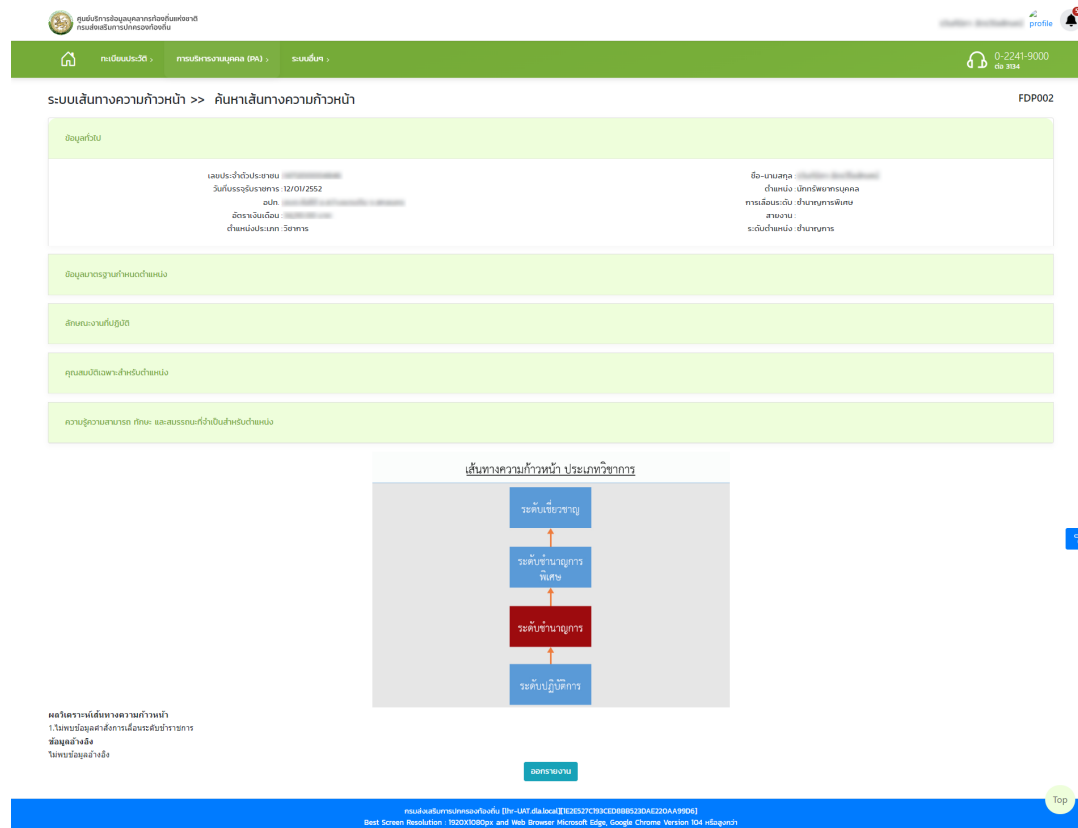 ศูนย์บริการข้อมูลบุคลากรท้องถิ่นแห่งชาติ
กรมส่งเสริมการปกครองท้องถิ่น
profile
ทะเบียนประวัติ
การบริหารงานบุคคล (PA)
ระบบอื่นๆ
0-2241-9000
ต่อ 3134
ระบบเส้นทางความก้าวหน้า >> ค้นหาเส้นทางความก้าวหน้า
FDP002
ข้อมูลทั่วไป
เลขประจำตัวประชาชน
ชื่อ-นามสกุล :
วันที่บรรจุรับราชการ : 12/01/2552
ตำแหน่ง : นักทรัพยากรบุคคล
อปท.
การเลื่อนระดับ : ชำนาญการพิเศษ
อัตราเงินเดือน :
สายงาน :
ตำแหน่งประเภท : วิชาการ
ระดับตำแหน่ง : ชำนาญการ
ข้อมูลมาตรฐานกำหนดตำแหน่ง
ลักษณะงานที่ปฏิบัติ
คุณสมบัติเฉพาะสำหรับตำแหน่ง
ความรู้ความสามารถ ทักษะ และสมรรถนะที่จำเป็นสำหรับตำแหน่ง
เส้นทางความก้าวหน้า ประเภทวิชาการ
ระดับเชี่ยวชาญ
ระดับชำนาญการ
พิเศษ
ระดับชำนาญการ
ระดับปฏิบัติการ
ผลวิเคราะห์เส้นทางความก้าวหน้า
1.ไม่พบข้อมูลคำสั่งการเลื่อนระดับข้าราชการ
ข้อมูลอ้างอิง
ไม่พบข้อมูลอ้างอิง
ออกรายงาน
Top
กรมส่งเสริมการปกครองท้องถิ่น [lhr-UAT.dla.local][1E2E527C193CED8BB523DAE220AA99D6]
Best Screen Resolution : 1920X1080px and Web Browser Microsoft Edge, Google Chrome Version 104 หรือสูงกว่า